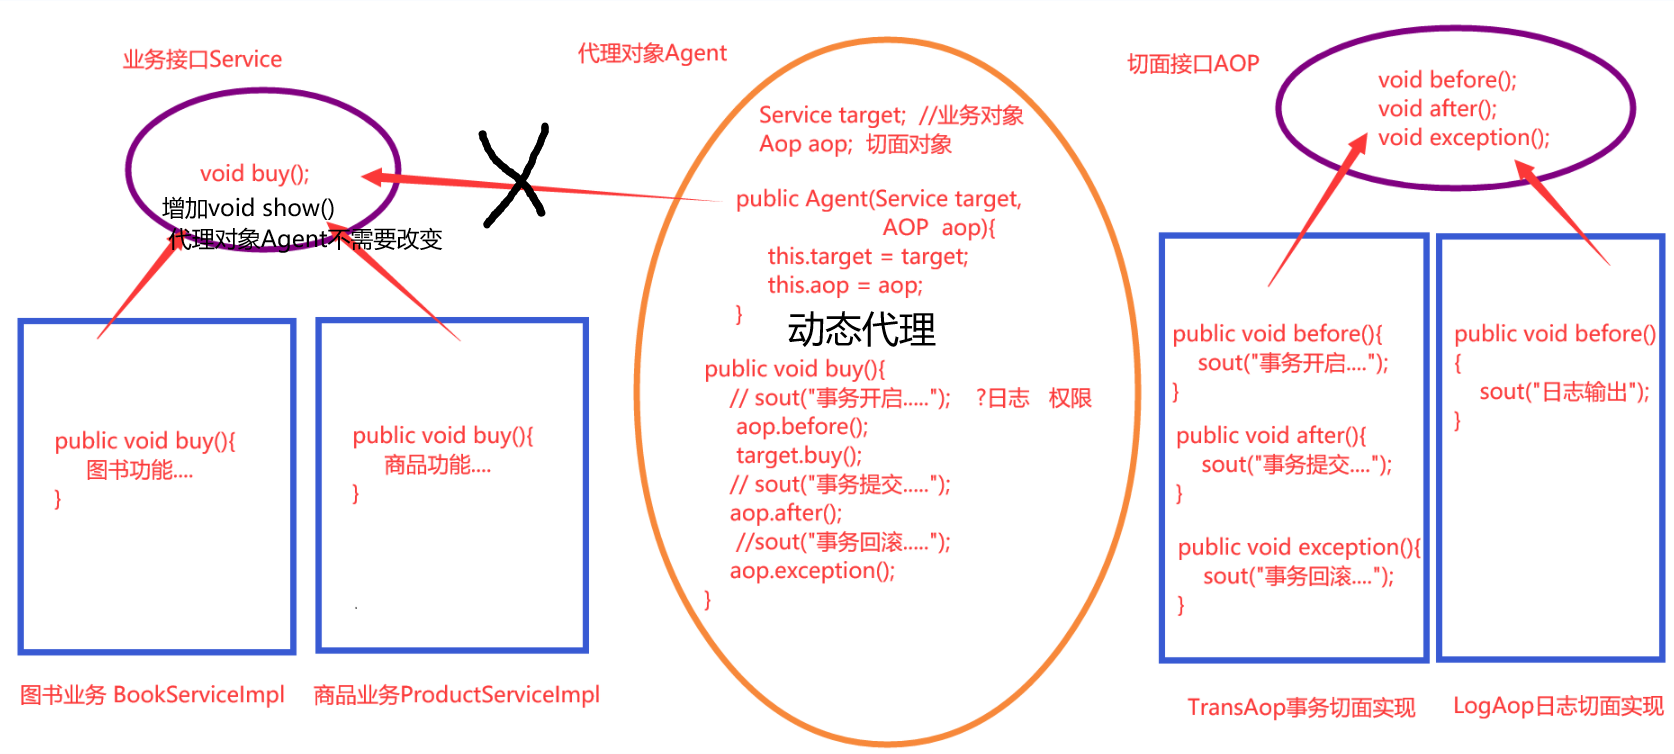 业务接口Service
void buy();
增加void show()
代理对象Agent不需要改变
public void buy(){
图书功能....
}
图书业务 BookServiceImpl
public void buy(){
商品功能....
}
商品业务ProductServiceImpl
代理对象Agent
Service target;  //业务对象
Aop aop;  切面对象
public Agent(Service target,
AOP  aop){
this.target = target;
this.aop = aop;
}
动态代理
public void buy(){
// sout("事务开启.....");    ?日志   权限
aop.before();
target.buy();
// sout("事务提交.....");
aop.after();
//sout("事务回滚.....");
aop.exception();
}
切面接口AOP
void before();
void after();
void exception();
public void before(){
sout("事务开启....");
}
public void after(){
sout("事务提交....");
}
public void exception(){
sout("事务回滚....");
}
TransAop事务切面实现
public void before()
{
sout("日志输出");
}
LogAop日志切面实现